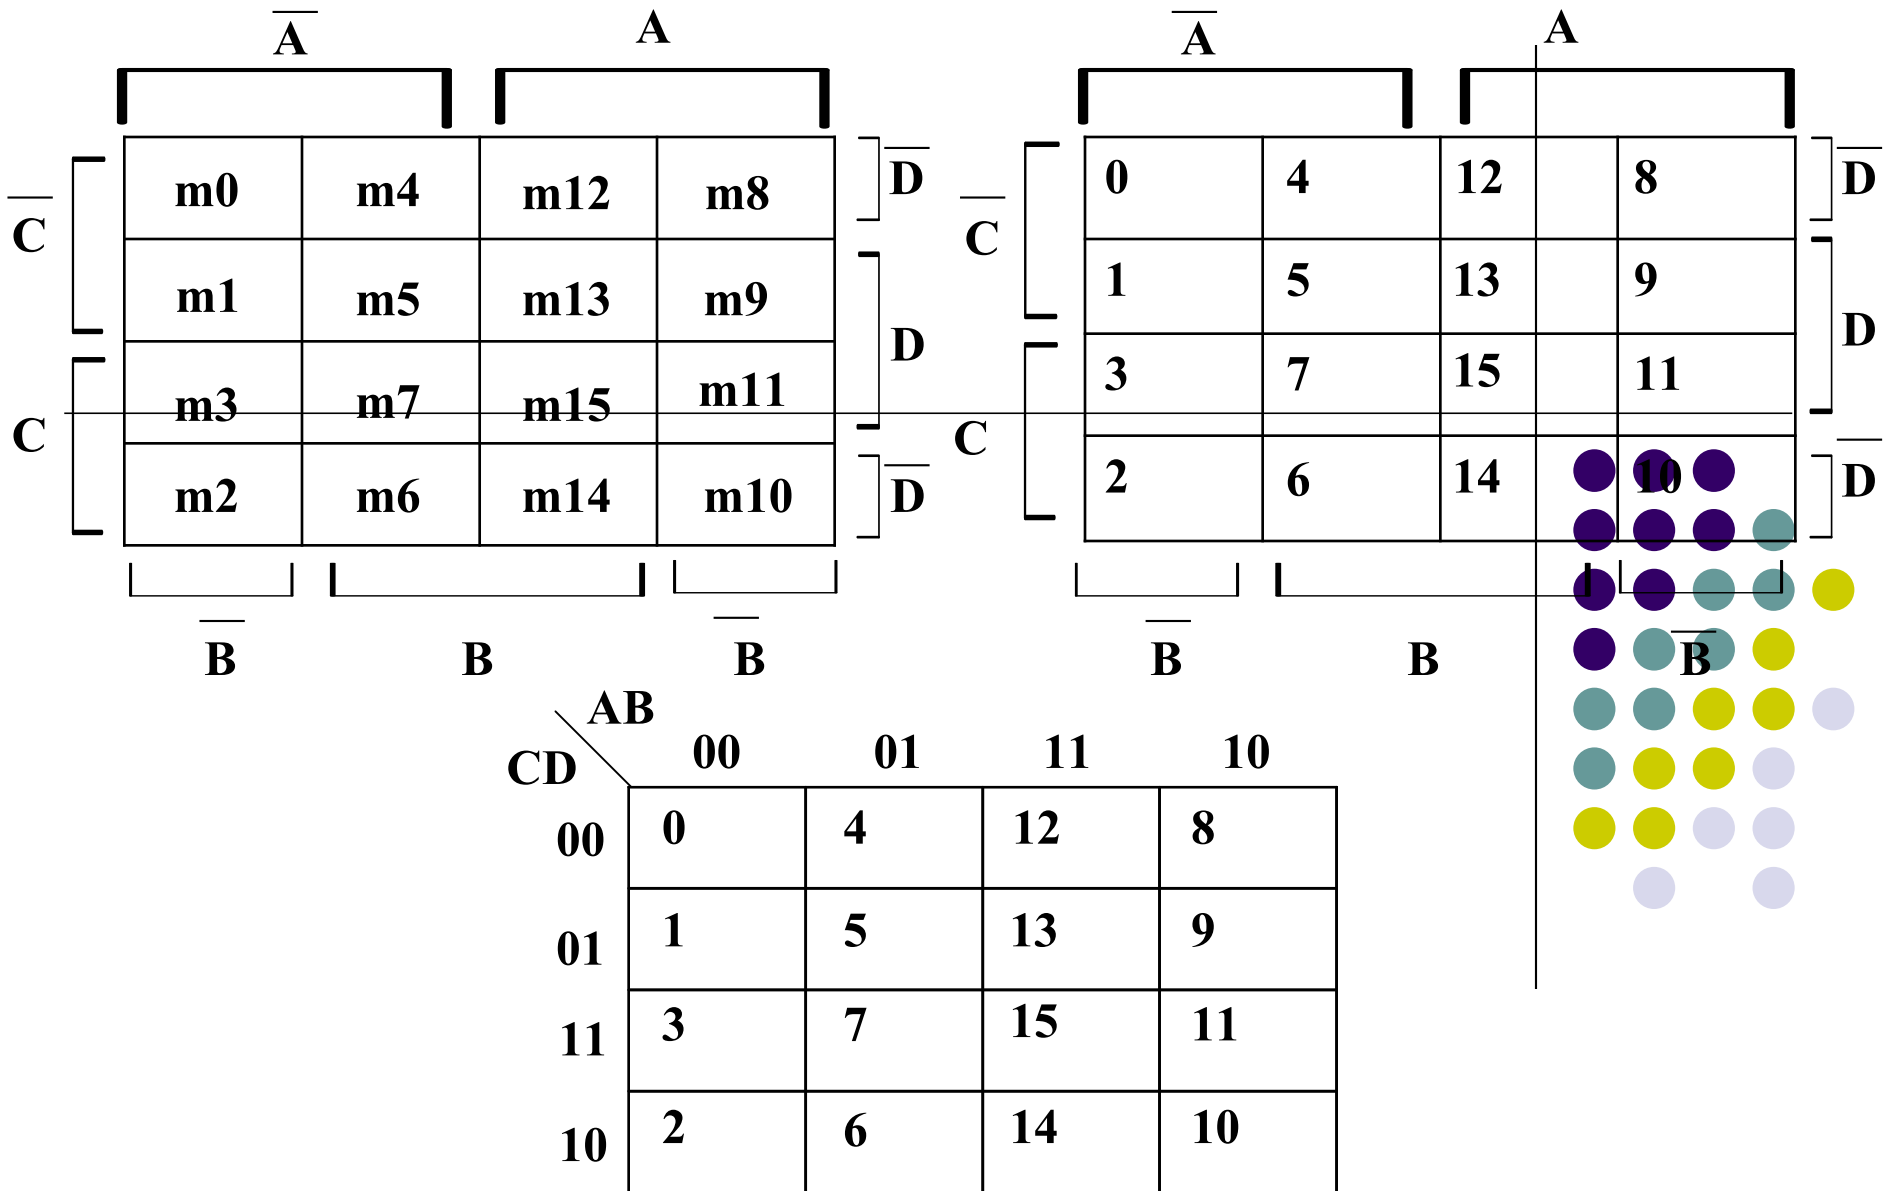 A̅ A
C̅ m0 m4 m12 m8 D̅
m1 m5 m13 m9
D
C m3 m7 m15 m11
m2 m6 m14 m10 D̅
B̅ B B̅
A̅ A
0 4 12 8 D̅
C̅ 1 5 13 9
D
3 7 15 11
C
2 6 14 10 D̅
B̅ B B̅
AB
CD 00 01 11 10
00 0 4 12 8
01 1 5 13 9
11 3 7 15 11
10 2 6 14 10